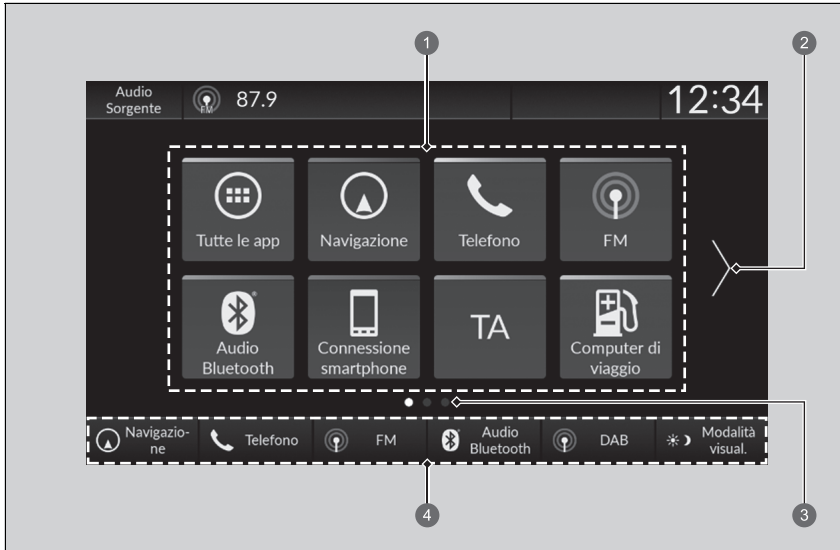 1
2
Audio
Sorgente
FM
87.9
12:34
Tutte le app
Navigazione
Telefono
FM
Audio
Bluetooth
Connessione
smartphone
TA
Computer di
viaggio
Navigazio-
ne
Telefono
FM
Audio
Bluetooth
DAB
Modalità
visual.
4
3